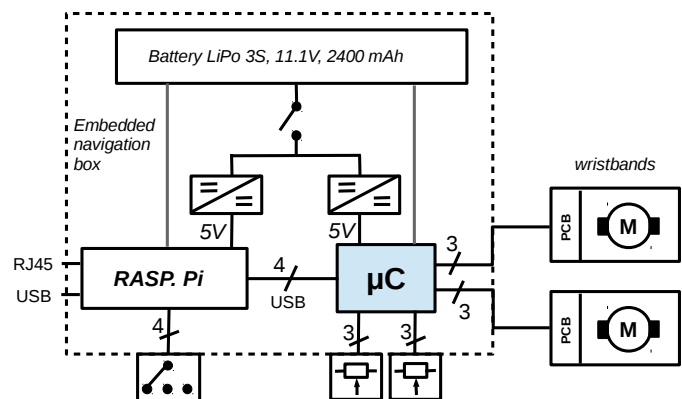 Battery LiPo 3S, 11.1V, 2400 mAh
Embedded
navigation
box
wristbands
5V
5V
PCB
M
3
RJ45
USB
RASP. Pi
4
USB
µC
3
PCB
M
4
3
3